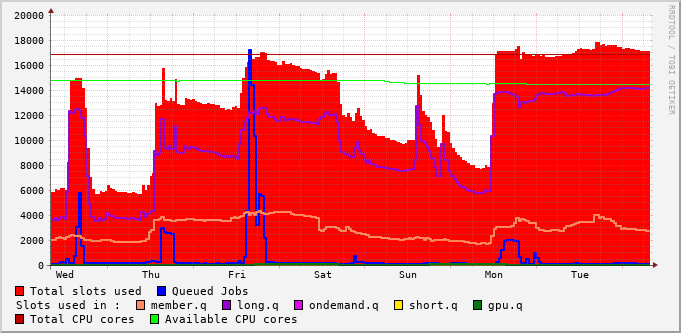 20000
18000
16000
14000
12000
10000
8000
6000
4000
2000
0
Wed Thu Fri Sat Sun Mon Tue
RRDTOOL / TOBI OETIKER
Total slots used Queued Jobs
Slots used in : member.q long.q ondemand.q short.q gpu.q
Total CPU cores Available CPU cores